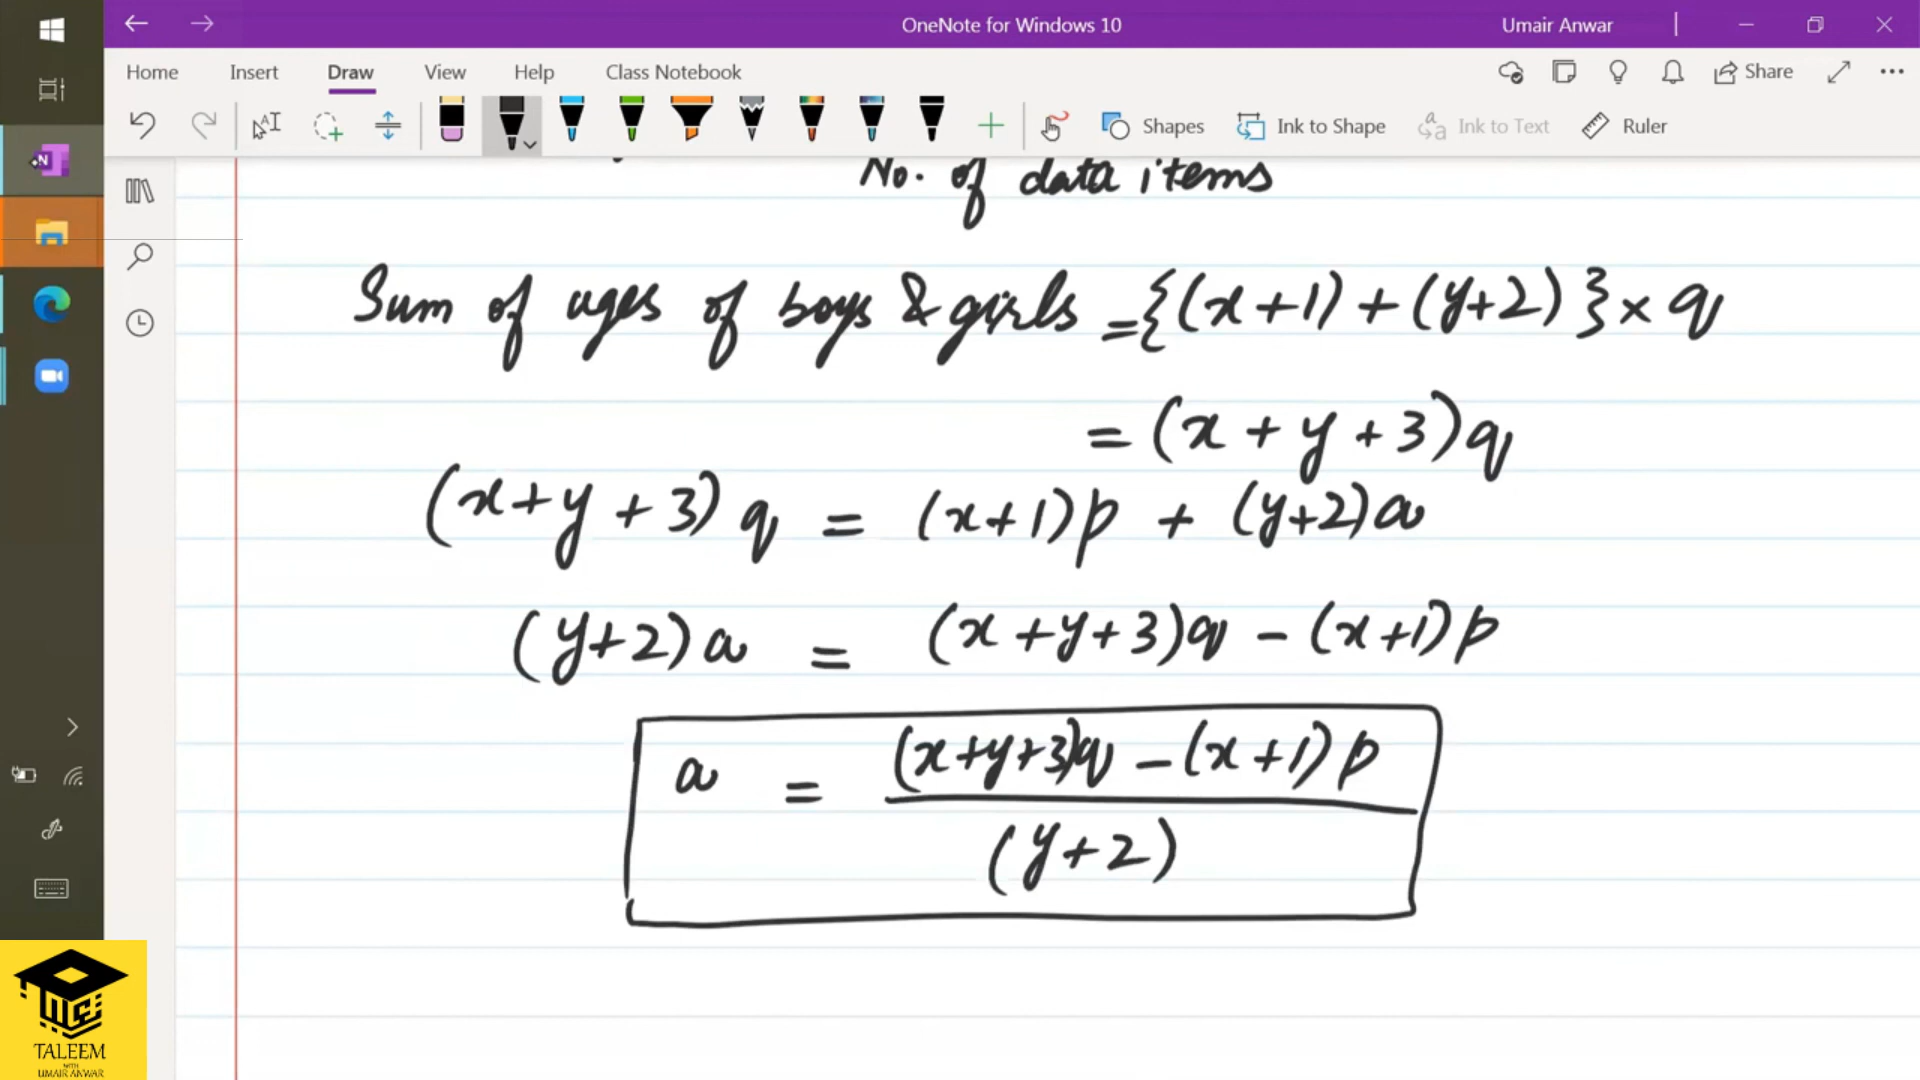 OneNote for Windows 10
Umair Anwar
Home Insert Draw View Help Class Notebook Share
Shapes Ink to Shape Ink to Text Ruler
No. of data items
Sum of ages of boys & girls = {(x+1) + (y+2)} × q
= (x + y + 3)q
(x+y+3)q = (x+1)p + (y+2)a
(y+2)a = (x+y+3)q - (x+1)p
a = (x+y+3)q - (x+1)p
(y+2)
TALEEM
WITH
UMAIR ANWAR